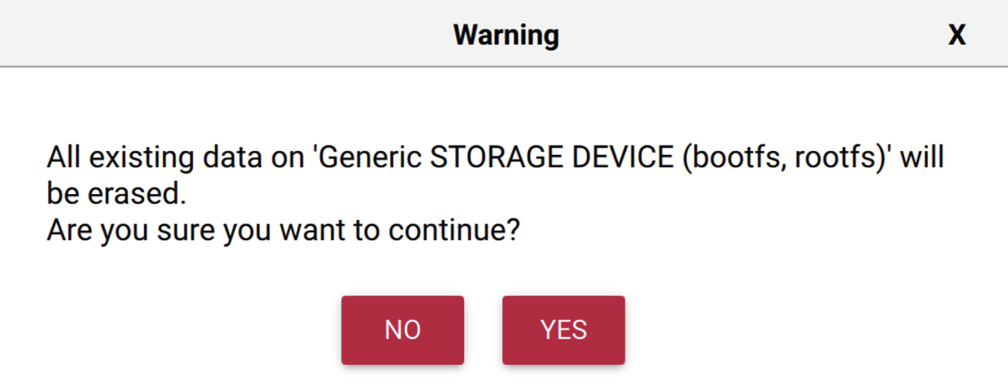 Warning
X
All existing data on 'Generic STORAGE DEVICE (bootfs, rootfs)' will
be erased.
Are you sure you want to continue?
NO
YES